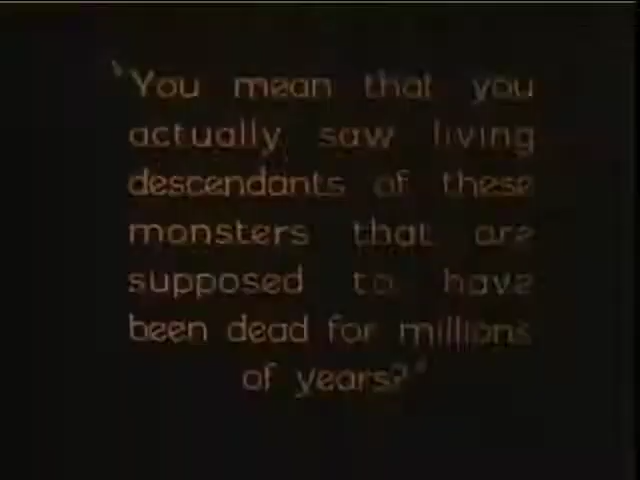 "You mean that you
actually saw living
descendants of these
monsters that are
supposed to have
been dead for millions
of years?"